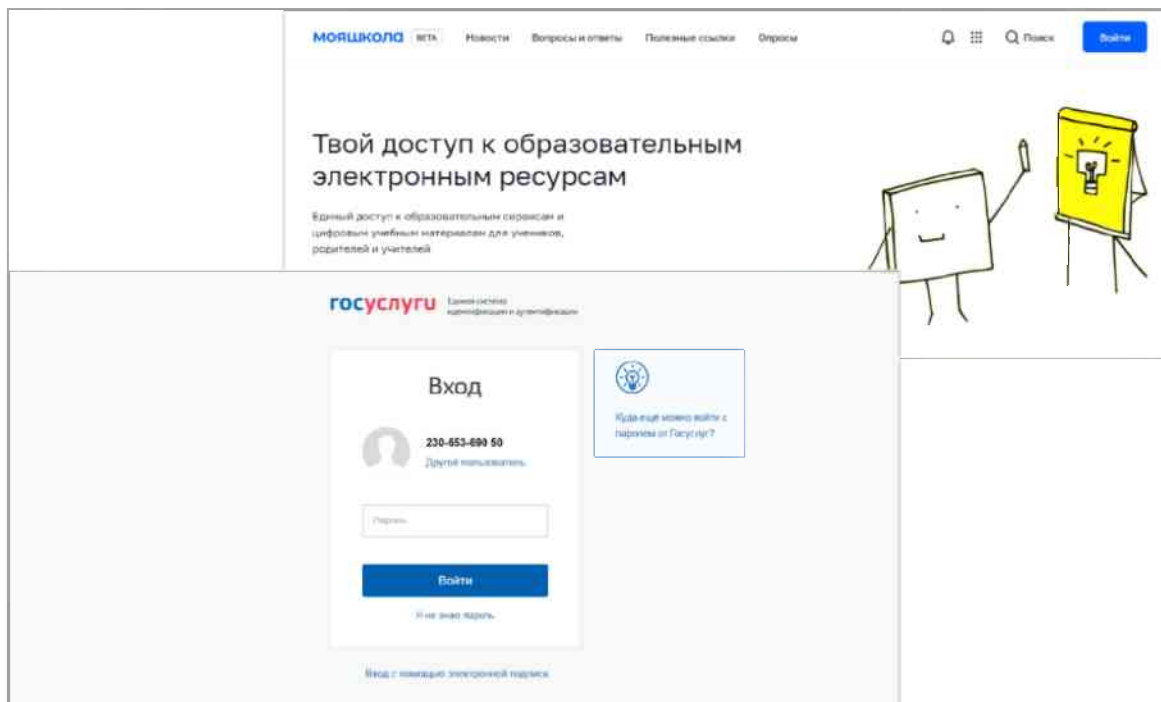 МОЯШКОЛА BETA Новости Вопросы и ответы Полезные ссылки Опросы Поиск Войти
Твой доступ к образовательным
электронным ресурсам
Единый доступ к образовательным сервисам и
цифровым учебным материалам для учеников,
родителей и учителей
госуслуги Единая система
идентификации и аутентификации
Вход
230-653-690 50
Другой пользователь
Пароль
Войти
Я не знаю пароль
Вход с помощью электронной подписи
Куда ещё можно войти с
паролем от Госуслуг?